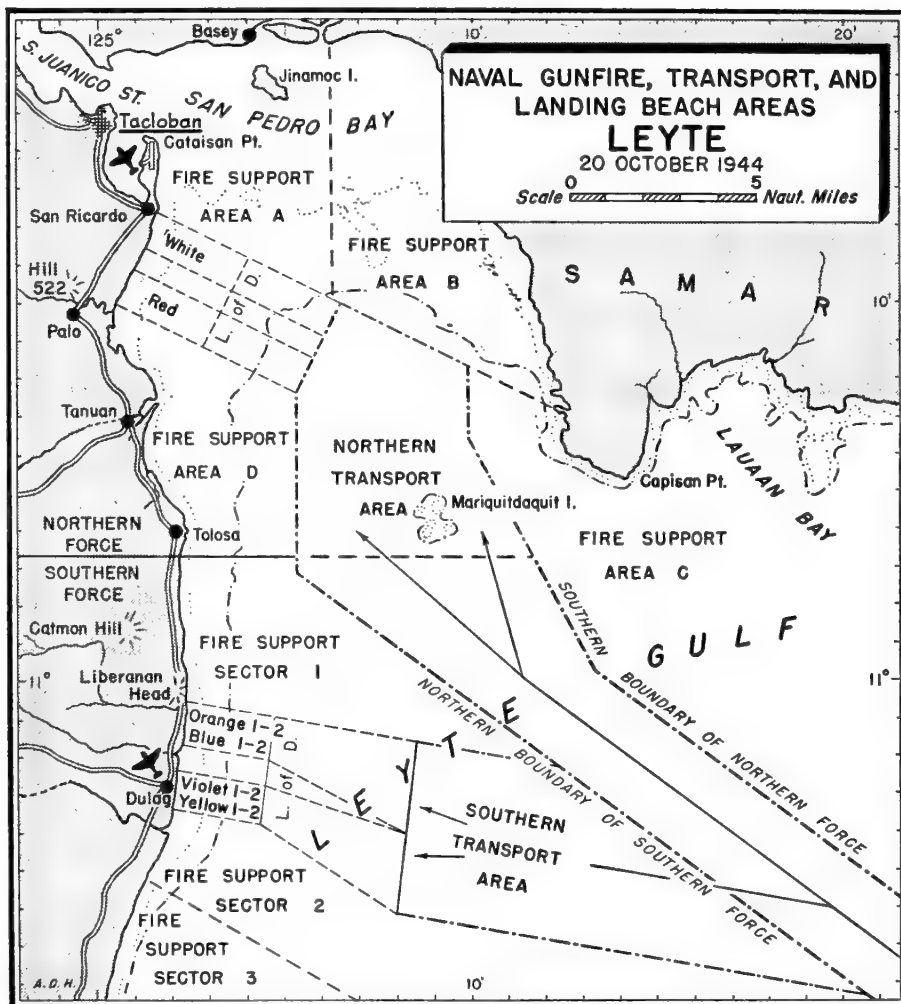 125°
Basey
10'
20'
S. JUANICO ST.
Jinamoc I.
SAN PEDRO BAY
Tacloban
Cataisan Pt.
NAVAL GUNFIRE, TRANSPORT, AND
LANDING BEACH AREAS
LEYTE
20 OCTOBER 1944
Scale 0 5 Naut. Miles
FIRE SUPPORT
AREA A
San Ricardo
White
FIRE SUPPORT
AREA B
SAMAR
Hill
522
L. of D.
Red
10'
Palo
Tanuan
FIRE SUPPORT
AREA D
NORTHERN
TRANSPORT
AREA
Mariquitdaquit I.
Capisan Pt.
LAUAAN BAY
NORTHERN
FORCE
Tolosa
FIRE SUPPORT
AREA C
SOUTHERN
FORCE
Catmon Hill
FIRE SUPPORT
SECTOR 1
LEYTE GULF
Liberanan
Head
11°
11°
SOUTHERN BOUNDARY OF NORTHERN FORCE
NORTHERN BOUNDARY OF SOUTHERN FORCE
Orange 1-2
Blue 1-2
L. of D.
Violet 1-2
Yellow 1-2
Dulag
SOUTHERN
TRANSPORT
AREA
FIRE SUPPORT
SECTOR 2
FIRE
SUPPORT
SECTOR 3
A.D.H.
10'